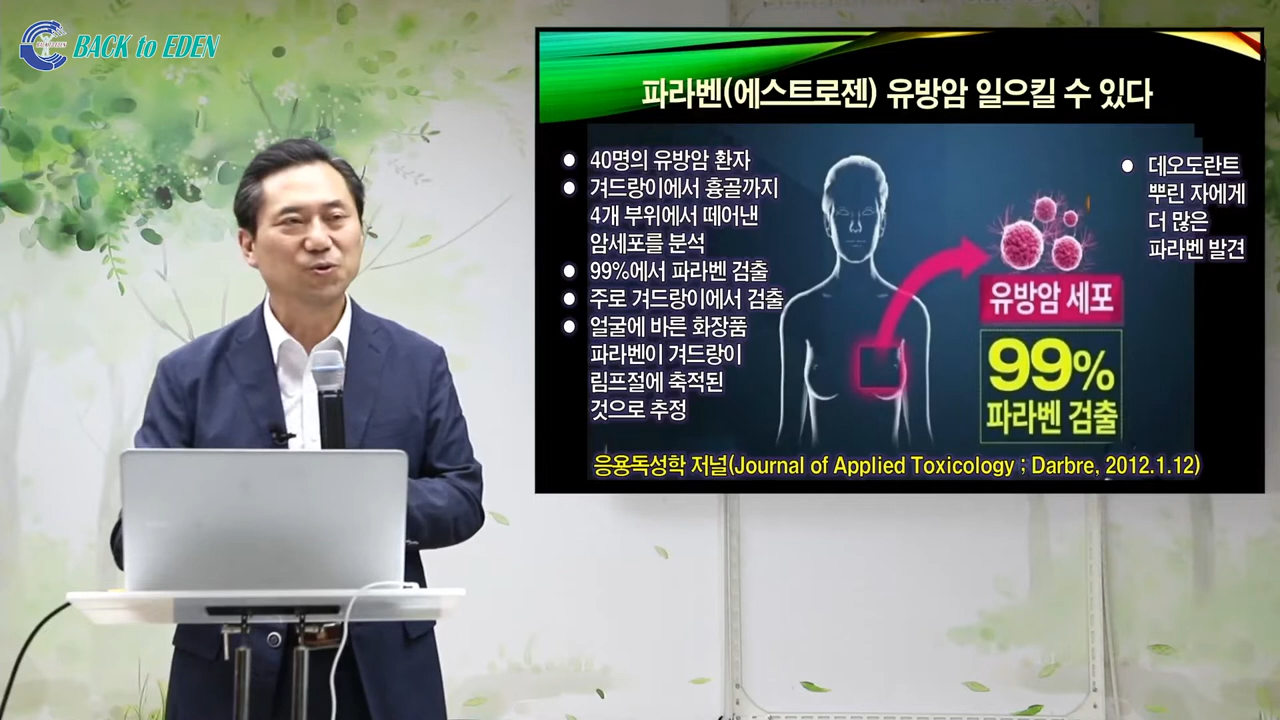 BACK to EDEN
파라벤(에스트로젠) 유방암 일으킬 수 있다
40명의 유방암 환자
겨드랑이에서 흉골까지
4개 부위에서 떼어낸
암세포를 분석
99%에서 파라벤 검출
주로 겨드랑이에서 검출
얼굴에 바른 화장품
파라벤이 겨드랑이
림프절에 축적된
것으로 추정
데오도란트
뿌린 자에게
더 많은
파라벤 발견
유방암 세포
99%
파라벤 검출
응용독성학 저널(Journal of Applied Toxicology ; Darbre, 2012.1.12)